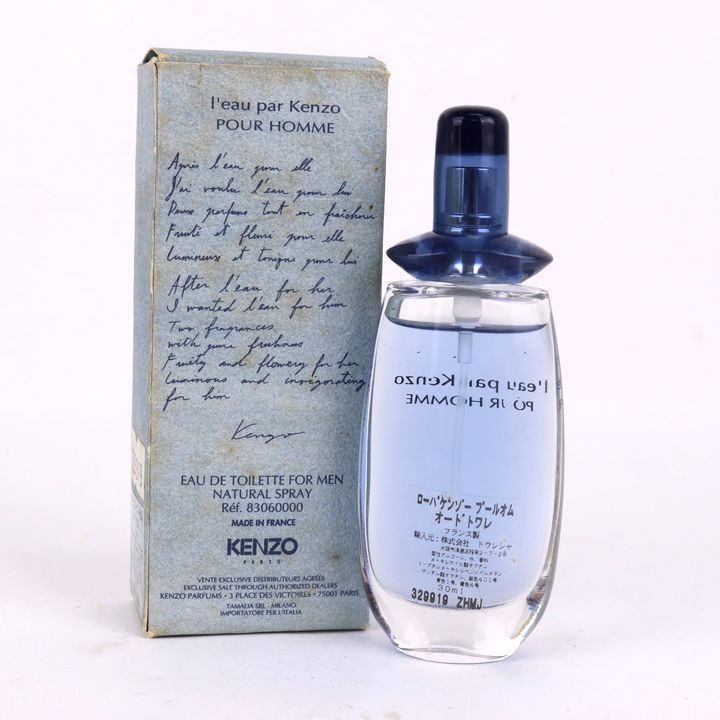 l'eau par Kenzo
POUR HOMME
Après l'eau pour elle
J'ai voulu l'eau pour lui
Deux parfums tout en fraîcheur
Fruité et fleuri pour elle
Lumineux et tonique pour lui
After l'eau for her
I wanted l'eau for him
Two fragrances
with pure freshness
Fruity and flowery for her
luminous and invigorating
for him
Kenzo
EAU DE TOILETTE FOR MEN
NATURAL SPRAY
Réf. 83060000
MADE IN FRANCE
KENZO
PARIS
VENTE EXCLUSIVE DISTRIBUTEURS AGRÉÉS
EXCLUSIVE SALE THROUGH AUTHORIZED DEALERS
KENZO PARFUMS • 3 PLACE DES VICTOIRES • 75001 PARIS
TAMALIA SRL - MILANO
IMPORTATORE PER L'ITALIA
l'eau par Kenzo
POUR HOMME
ローパケンゾー プールオム
オードトワレ
フランス製
輸入元：株式会社 ドウシシャ
30ml
329919 ZHMJ